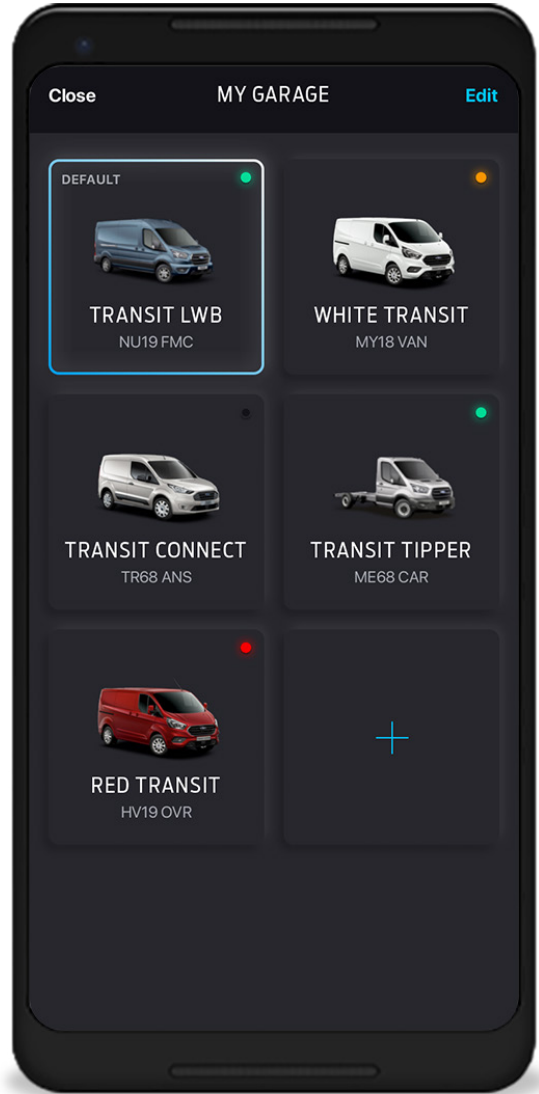 Close MY GARAGE Edit
DEFAULT
TRANSIT LWB
NU19 FMC
WHITE TRANSIT
MY18 VAN
TRANSIT CONNECT
TR68 ANS
TRANSIT TIPPER
ME68 CAR
RED TRANSIT
HV19 OVR